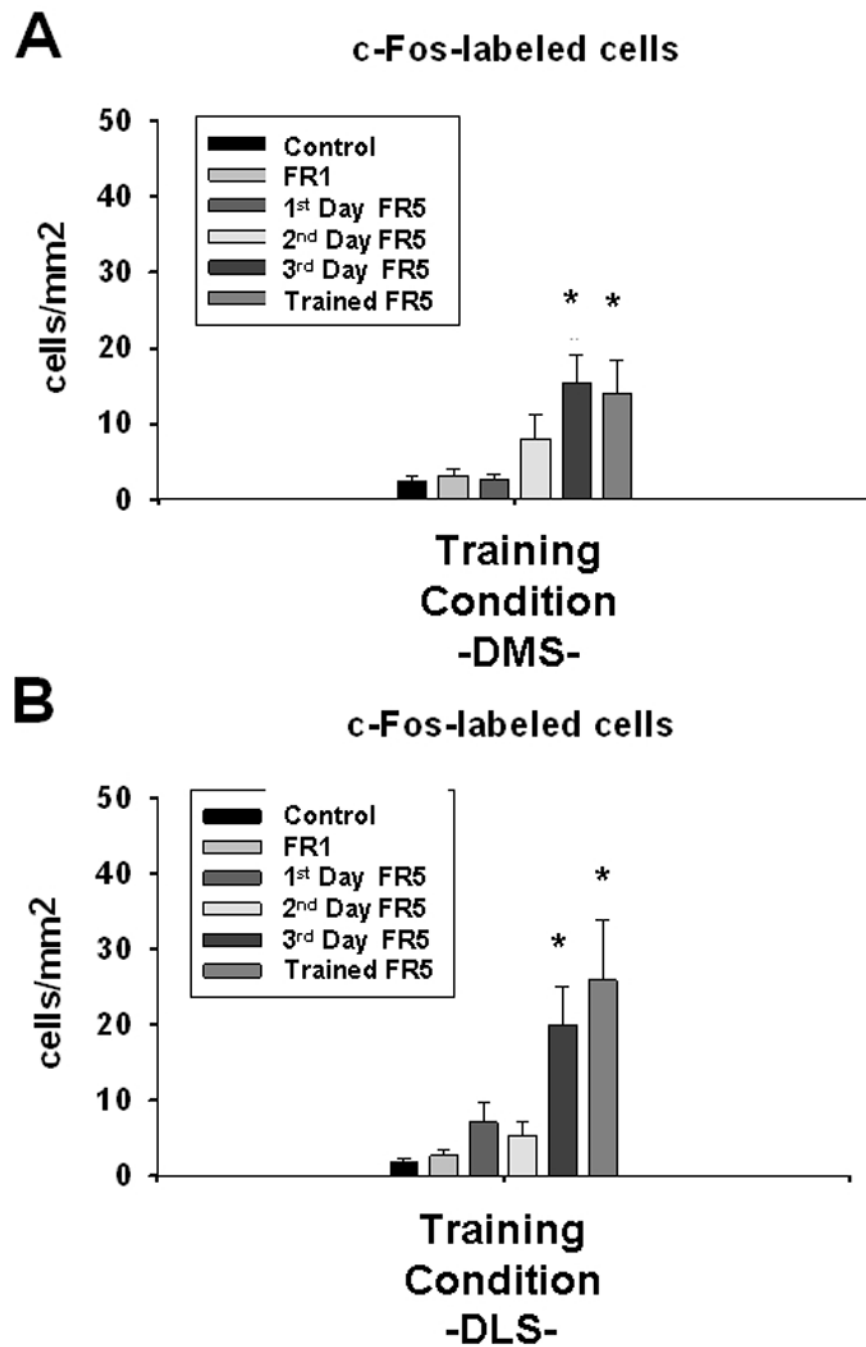 A
c-Fos-labeled cells
50
40
30
20
10
0
cells/mm2
Control
FR1
1st Day FR5
2nd Day FR5
3rd Day FR5
Trained FR5
* *
Training
Condition
-DMS-
B
c-Fos-labeled cells
50
40
30
20
10
0
cells/mm2
Control
FR1
1st Day FR5
2nd Day FR5
3rd Day FR5
Trained FR5
*
*
Training
Condition
-DLS-